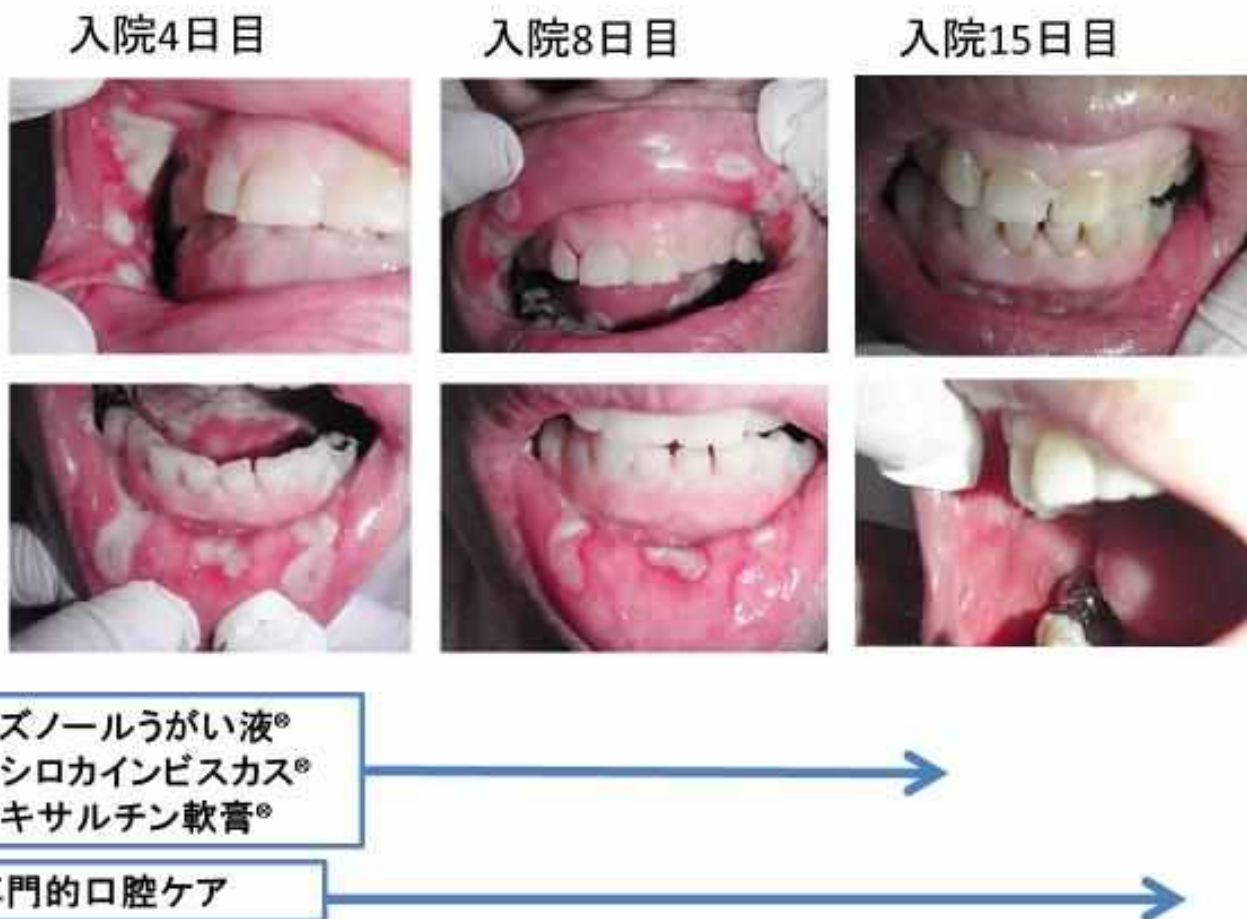 入院4日目
入院8日目
入院15日目
ズノールうがい液®
シロカインビスカス®
キサルチン軟膏®
門的口腔ケア